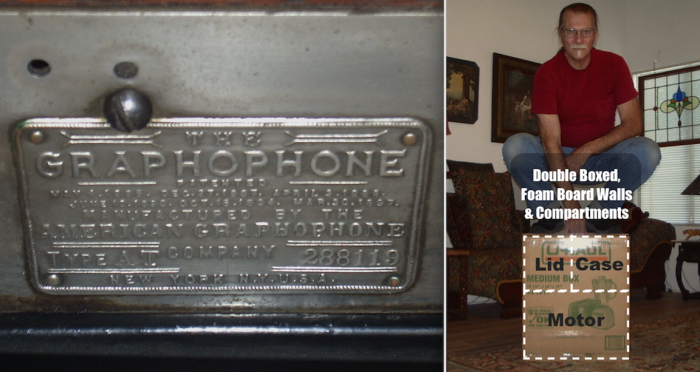 THE
GRAPHOPHONE
PATENTED
MANUFACTURED BY THE
AMERICAN GRAPHOPHONE
COMPANY
TYPE A.T. 288119
NEW YORK N.Y. U.S.A.
Double Boxed,
Foam Board Walls
& Compartments
U-HAUL
Lid Case
MEDIUM BOX
Motor